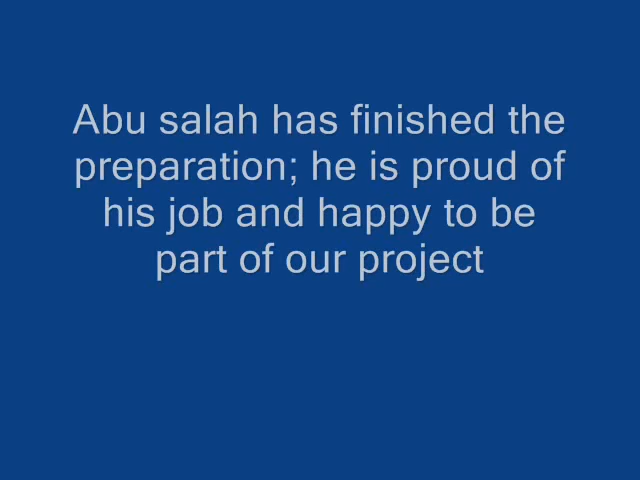 Abu salah has finished the
preparation; he is proud of
his job and happy to be
part of our project